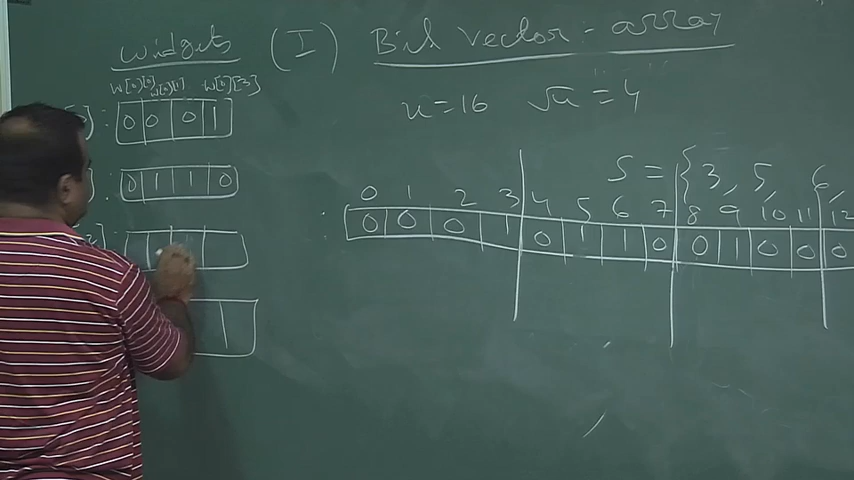 widgets (I) Bit Vector :- array
w[0][0] w[0][1] w[0][3]
u=16 √u = 4
]: 0 0 0 1
S = {3, 5, 6,
]: 0 1 1 0
0 1 2 3 4 5 6 7 8 9 10 11 12
: 0 0 0 1 0 1 1 0 0 1 0 0 0
]: